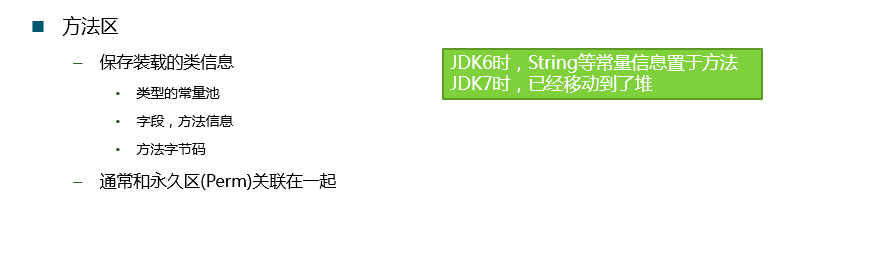 方法区
– 保存装载的类信息
• 类型的常量池
• 字段，方法信息
• 方法字节码
– 通常和永久区(Perm)关联在一起
JDK6时，String等常量信息置于方法
JDK7时，已经移动到了堆